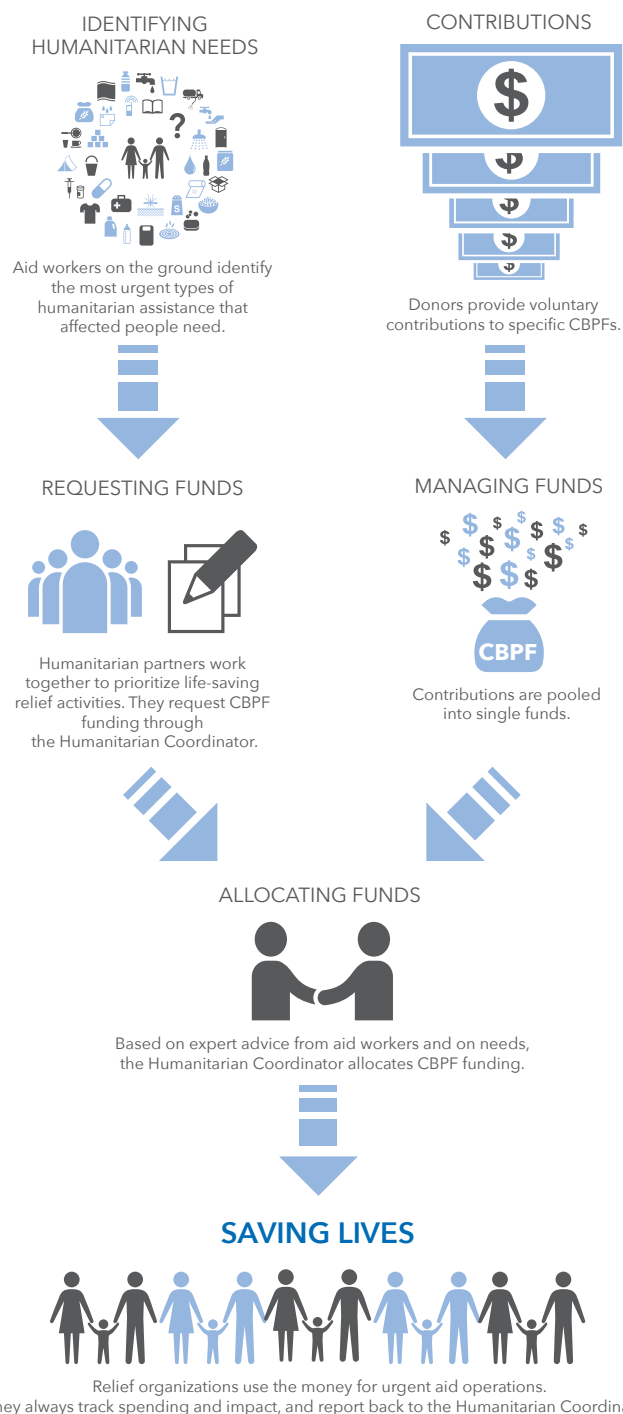 IDENTIFYING
HUMANITARIAN NEEDS
Aid workers on the ground identify
the most urgent types of
humanitarian assistance that
affected people need.
CONTRIBUTIONS
$
$
$
$
$
Donors provide voluntary
contributions to specific CBPFs.
REQUESTING FUNDS
Humanitarian partners work
together to prioritize life-saving
relief activities. They request CBPF
funding through
the Humanitarian Coordinator.
MANAGING FUNDS
CBPF
Contributions are pooled
into single funds.
ALLOCATING FUNDS
Based on expert advice from aid workers and on needs,
the Humanitarian Coordinator allocates CBPF funding.
SAVING LIVES
Relief organizations use the money for urgent aid operations.
always track spending and impact, and report back to the Humanitarian